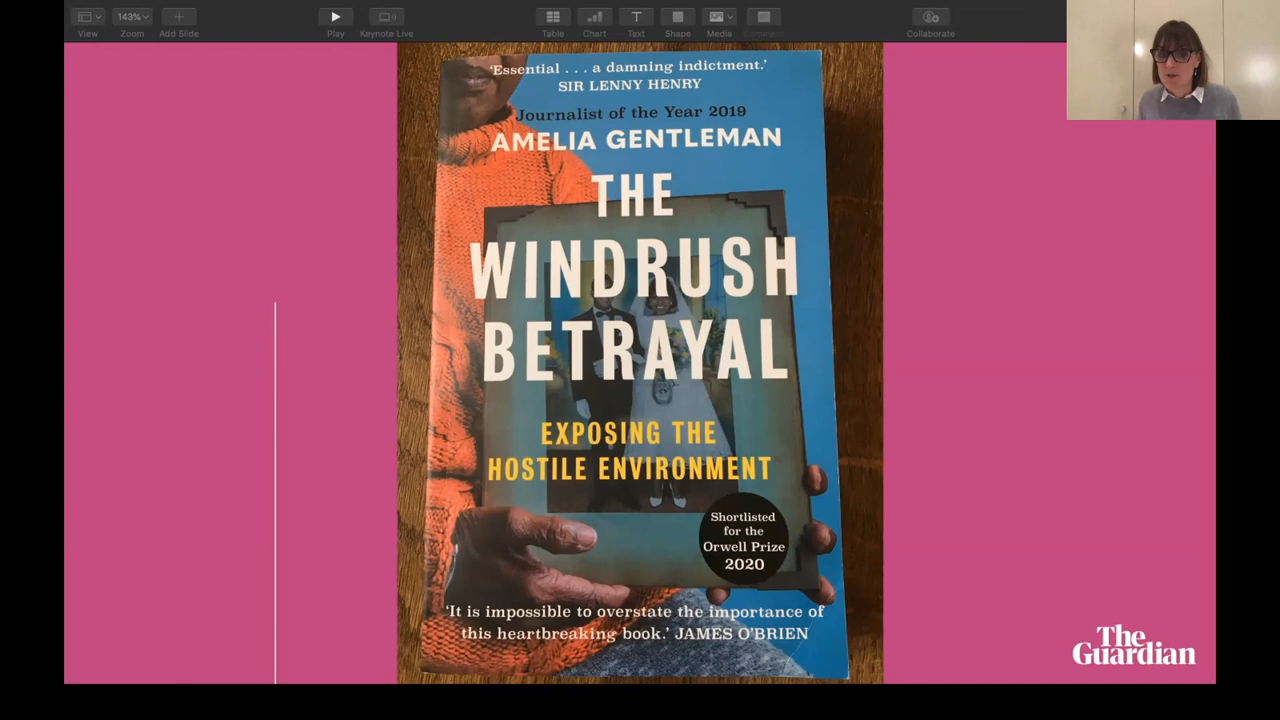 143%
View
Zoom
Add Slide
Play
Keynote Live
Table
Chart
Text
Shape
Media
Comment
Collaborate
‘Essential . . . a damning indictment.’
SIR LENNY HENRY
Journalist of the Year 2019
AMELIA GENTLEMAN
THE
WINDRUSH
BETRAYAL
EXPOSING THE
HOSTILE ENVIRONMENT
Shortlisted
for the
Orwell Prize
2020
‘It is impossible to overstate the importance of
this heartbreaking book.’ JAMES O’BRIEN
The
Guardian